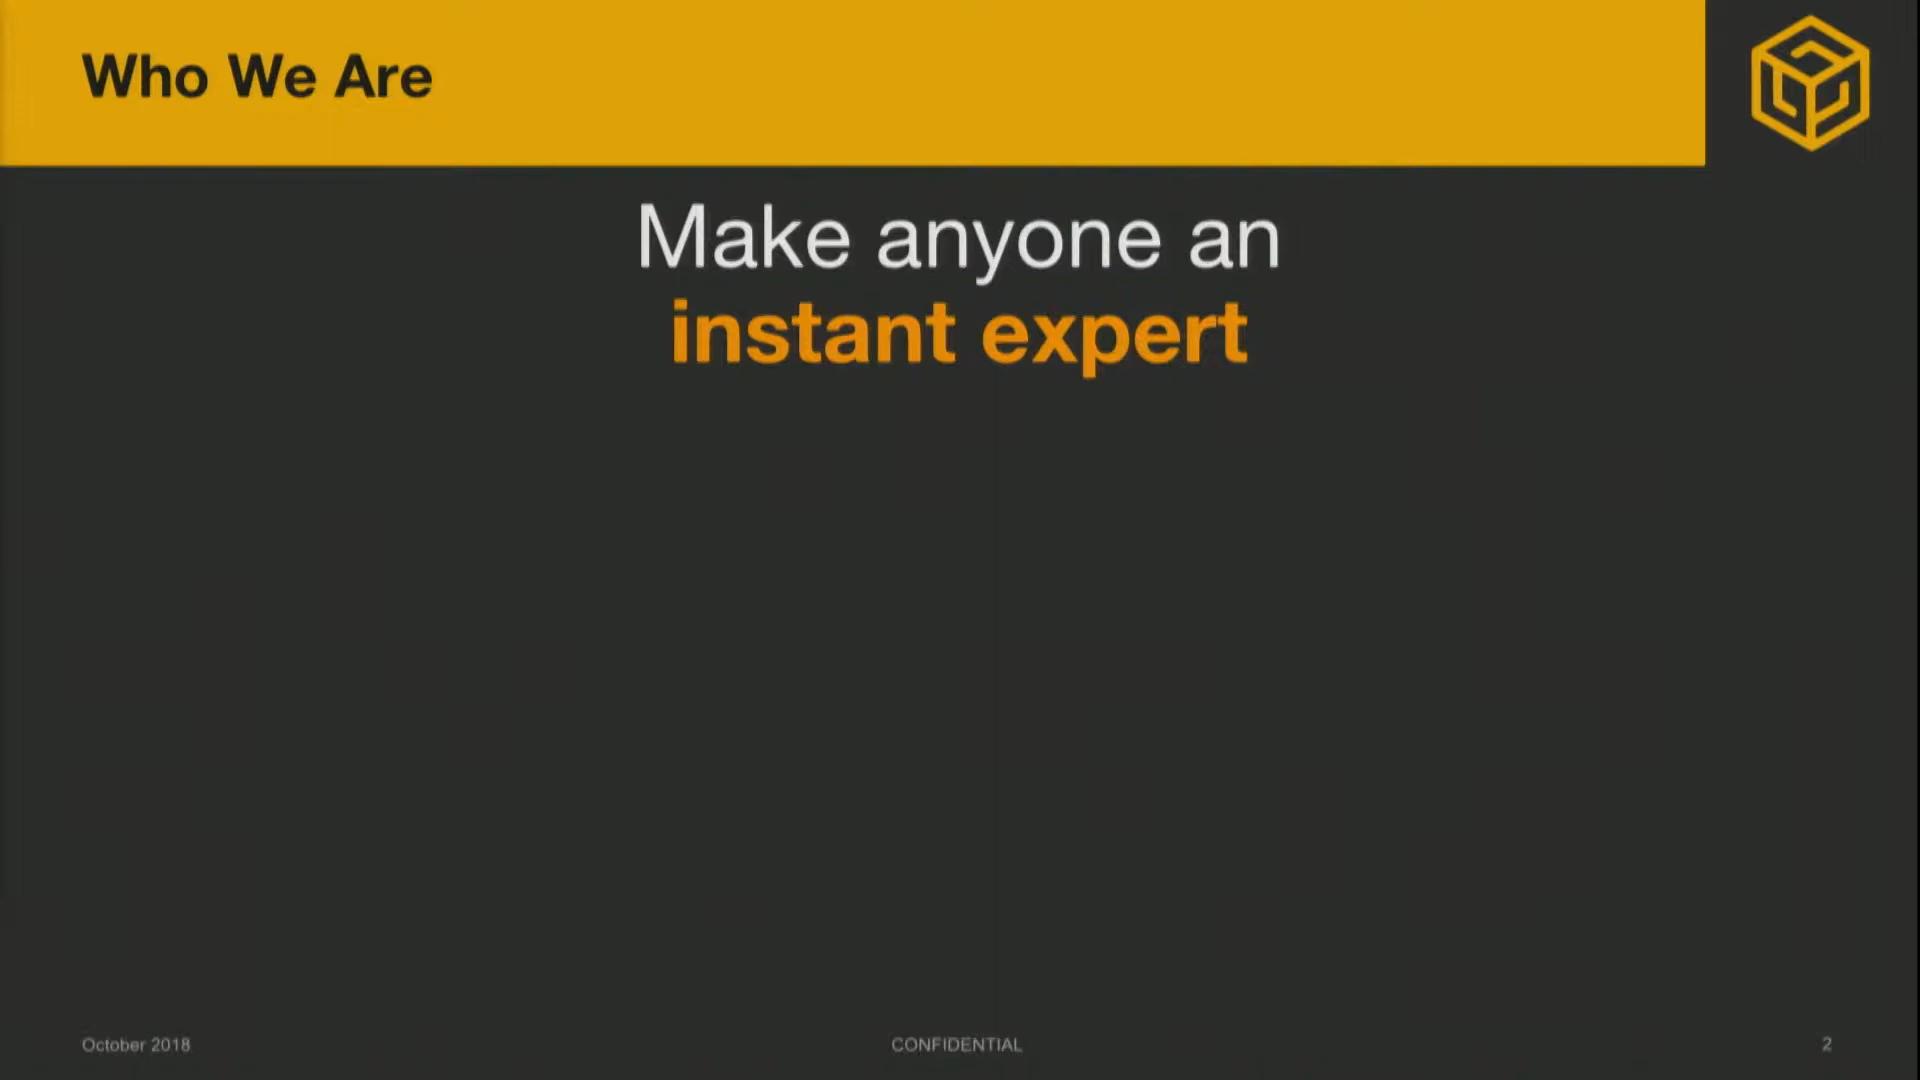 Who We Are
Make anyone an
instant expert
October 2018
CONFIDENTIAL
2